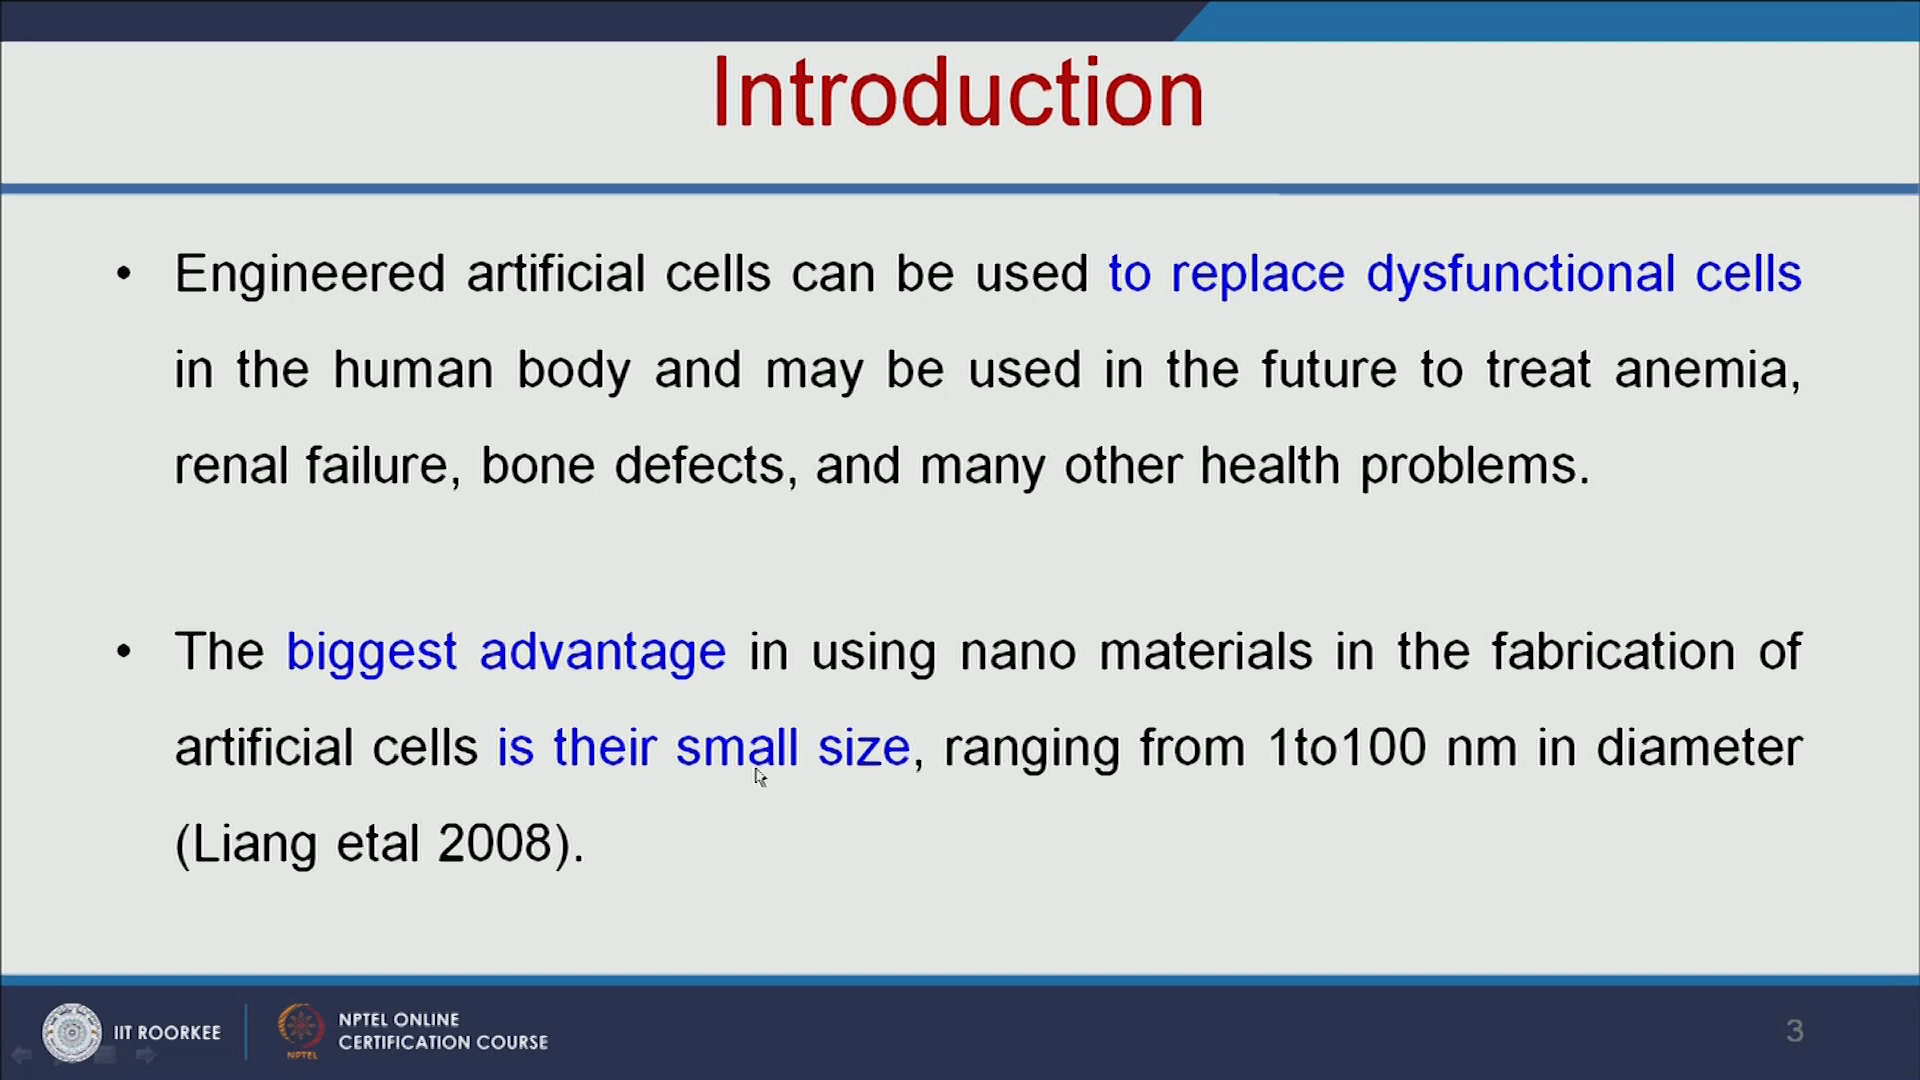 Introduction
• Engineered artificial cells can be used to replace dysfunctional cells
in the human body and may be used in the future to treat anemia,
renal failure, bone defects, and many other health problems.
• The biggest advantage in using nano materials in the fabrication of
artificial cells is their small size, ranging from 1to100 nm in diameter
(Liang etal 2008).
IIT ROORKEE
NPTEL
NPTEL ONLINE
CERTIFICATION COURSE
3